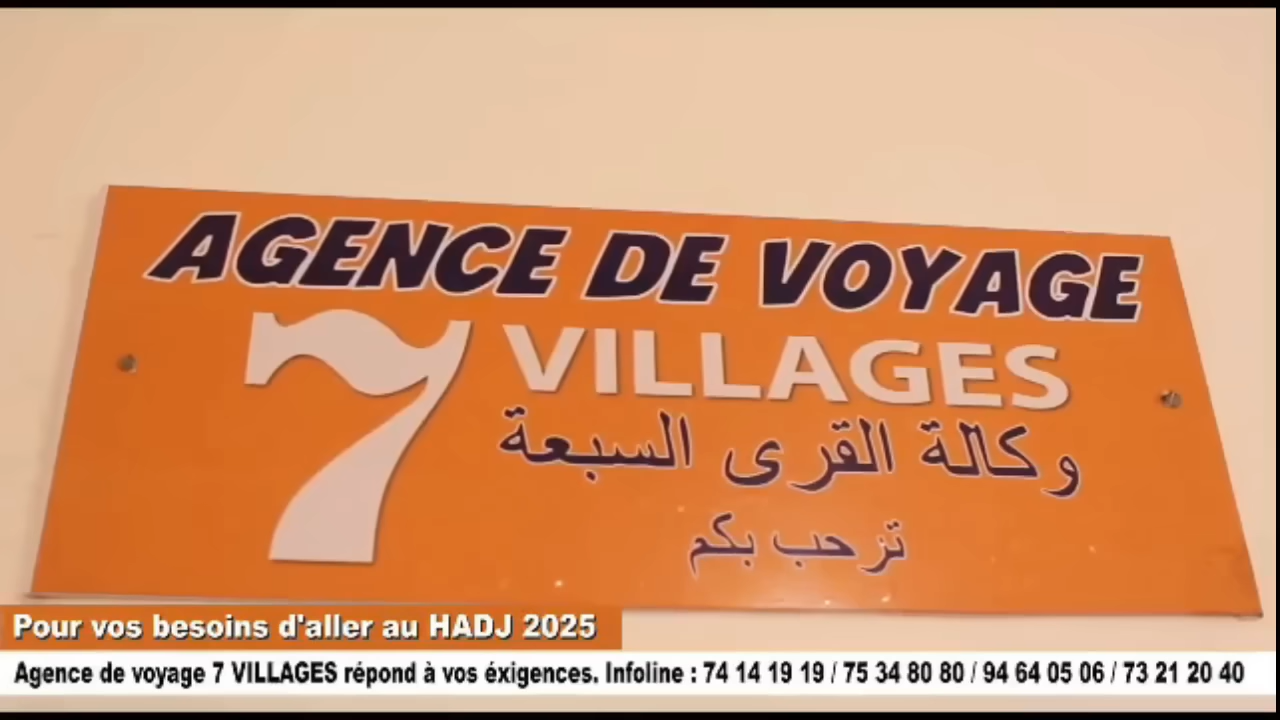 AGENCE DE VOYAGE
7 VILLAGES
وكالة القرى السبعة
ترحب بكم
Pour vos besoins d'aller au HADJ 2025
Agence de voyage 7 VILLAGES répond à vos éxigences. Infoline : 74 14 19 19 / 75 34 80 80 / 94 64 05 06 / 73 21 20 40